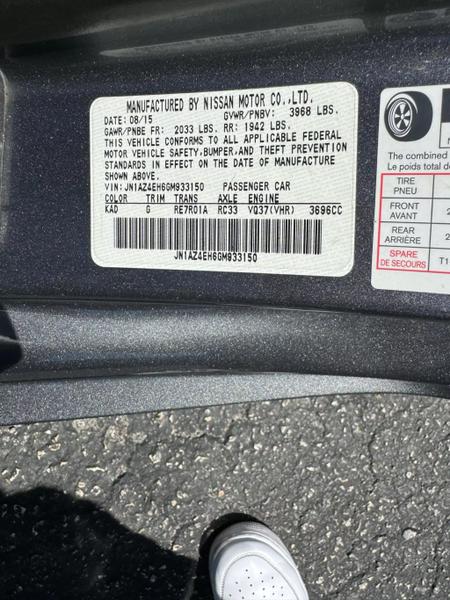 MANUFACTURED BY NISSAN MOTOR CO.,LTD.
DATE: 08/15 GVWR/PNBV: 3968 LBS.
GAWR/PNBE FR: 2033 LBS. RR: 1942 LBS.
THIS VEHICLE CONFORMS TO ALL APPLICABLE FEDERAL
MOTOR VEHICLE SAFETY,BUMPER,AND THEFT PREVENTION
STANDARDS IN EFFECT ON THE DATE OF MANUFACTURE
SHOWN ABOVE.
VIN: JN1AZ4EH6GM933150 PASSENGER CAR
COLOR TRIM TRANS AXLE ENGINE
KAD G RE7R01A RC33 VQ37(VHR) 3696CC
JN1AZ4EH6GM933150
The combined
Le poids total d
TIRE
PNEU
FRONT
AVANT
2
REAR
ARRIÈRE
2
SPARE
DE SECOURS
T1